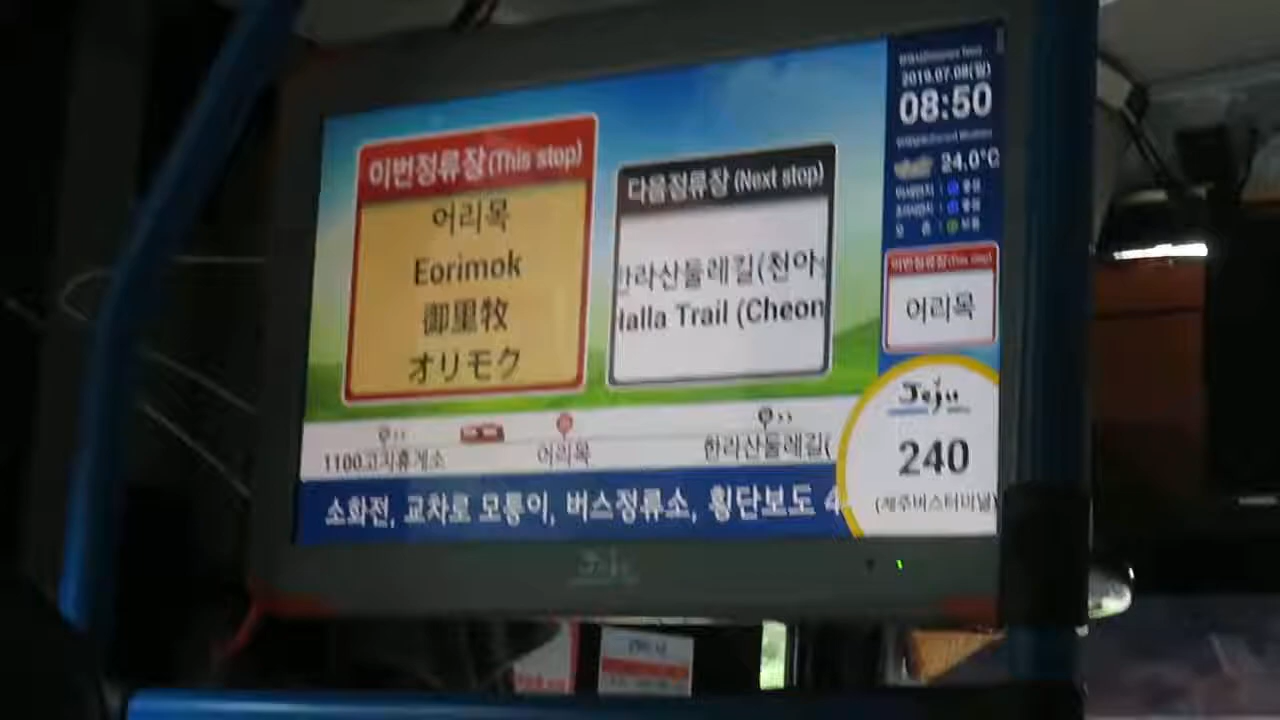 이번정류장(This stop)
어리목
Eorimok
御里牧
オリモク
다음정류장 (Next stop)
한라산둘레길(천아
Halla Trail (Cheon
08:50
24.0°C
이번정류장(This stop)
어리목
Jeju
240
(제주버스터미널)
1100고지휴게소
어리목
한라산둘레길(
소화전, 교차로 모퉁이, 버스정류소, 횡단보도 4